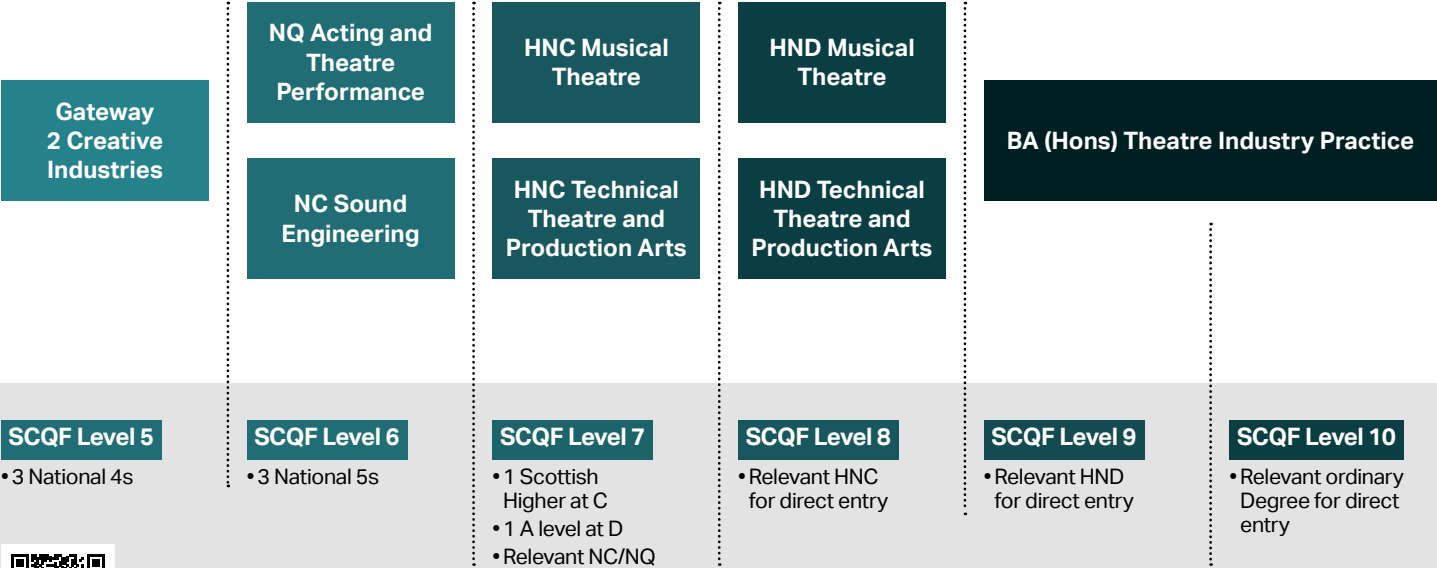 Gateway
2 Creative
Industries
NQ Acting and
Theatre
Performance
NC Sound
Engineering
HNC Musical
Theatre
HNC Technical
Theatre and
Production Arts
HND Musical
Theatre
HND Technical
Theatre and
Production Arts
BA (Hons) Theatre Industry Practice
SCQF Level 5
• 3 National 4s
SCQF Level 6
• 3 National 5s
SCQF Level 7
• 1 Scottish
Higher at C
• 1 A level at D
• Relevant NC/NQ
SCQF Level 8
• Relevant HNC
for direct entry
SCQF Level 9
• Relevant HND
for direct entry
SCQF Level 10
• Relevant ordinary
Degree for direct
entry